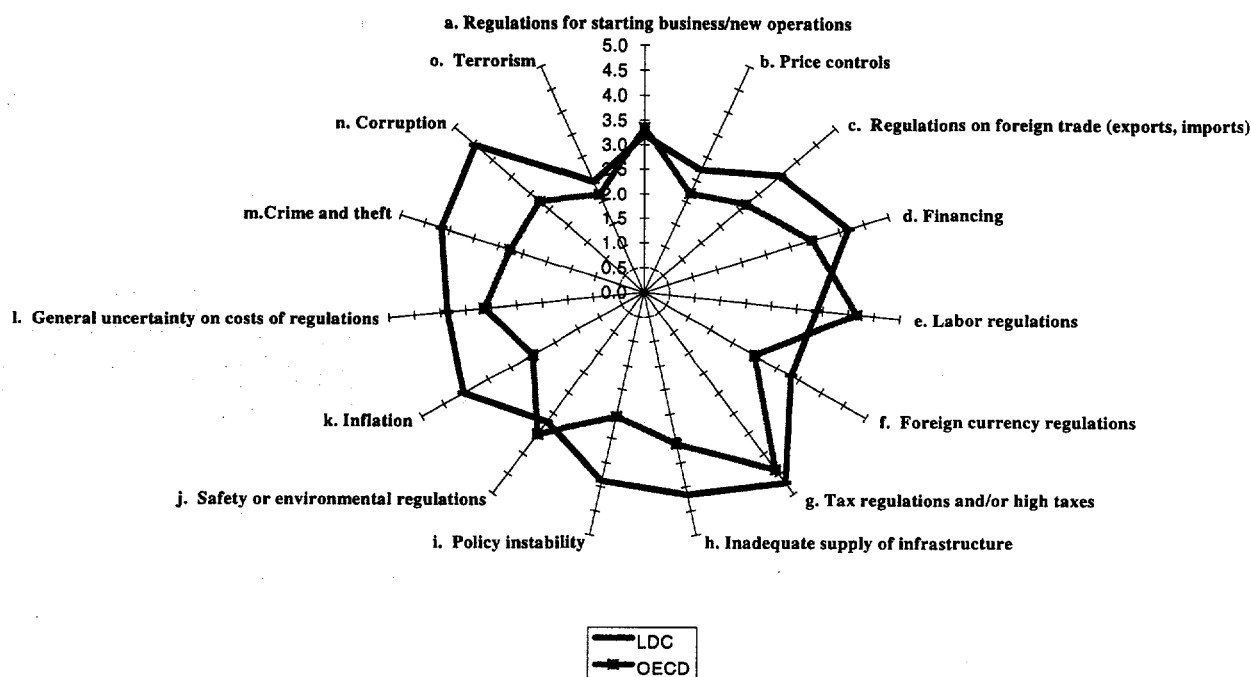 a. Regulations for starting business/new operations
5.0
4.5
4.0
3.5
3.0
2.5
2.0
1.5
1.0
0.5
0.0
b. Price controls
c. Regulations on foreign trade (exports, imports)
d. Financing
e. Labor regulations
f. Foreign currency regulations
g. Tax regulations and/or high taxes
h. Inadequate supply of infrastructure
i. Policy instability
j. Safety or environmental regulations
k. Inflation
l. General uncertainty on costs of regulations
m.Crime and theft
n. Corruption
o. Terrorism
LDC
OECD